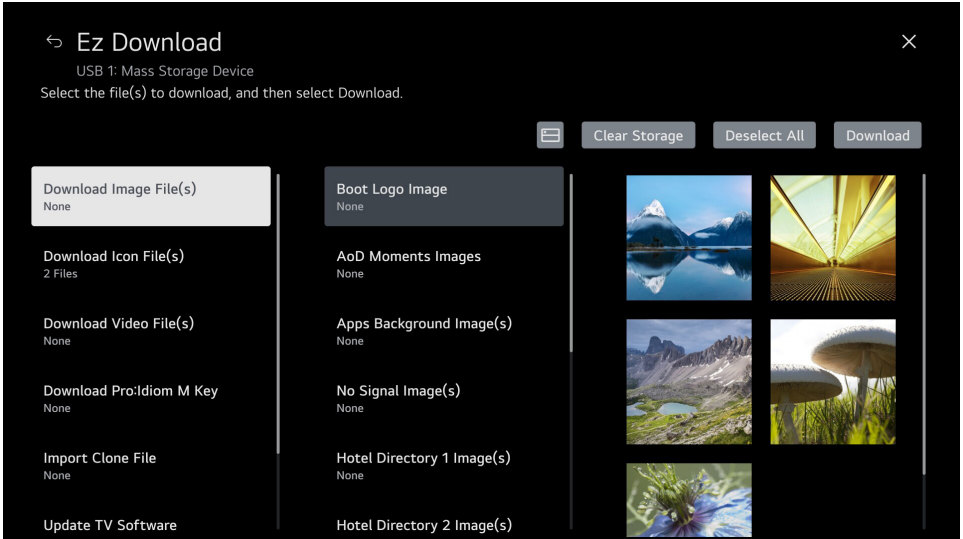 Ez Download
USB 1: Mass Storage Device
Select the file(s) to download, and then select Download.
Clear Storage
Deselect All
Download
Download Image File(s)
None
Download Icon File(s)
2 Files
Download Video File(s)
None
Download Pro:Idiom M Key
None
Import Clone File
None
Update TV Software
Boot Logo Image
None
AoD Moments Images
None
Apps Background Image(s)
None
No Signal Image(s)
None
Hotel Directory 1 Image(s)
None
Hotel Directory 2 Image(s)